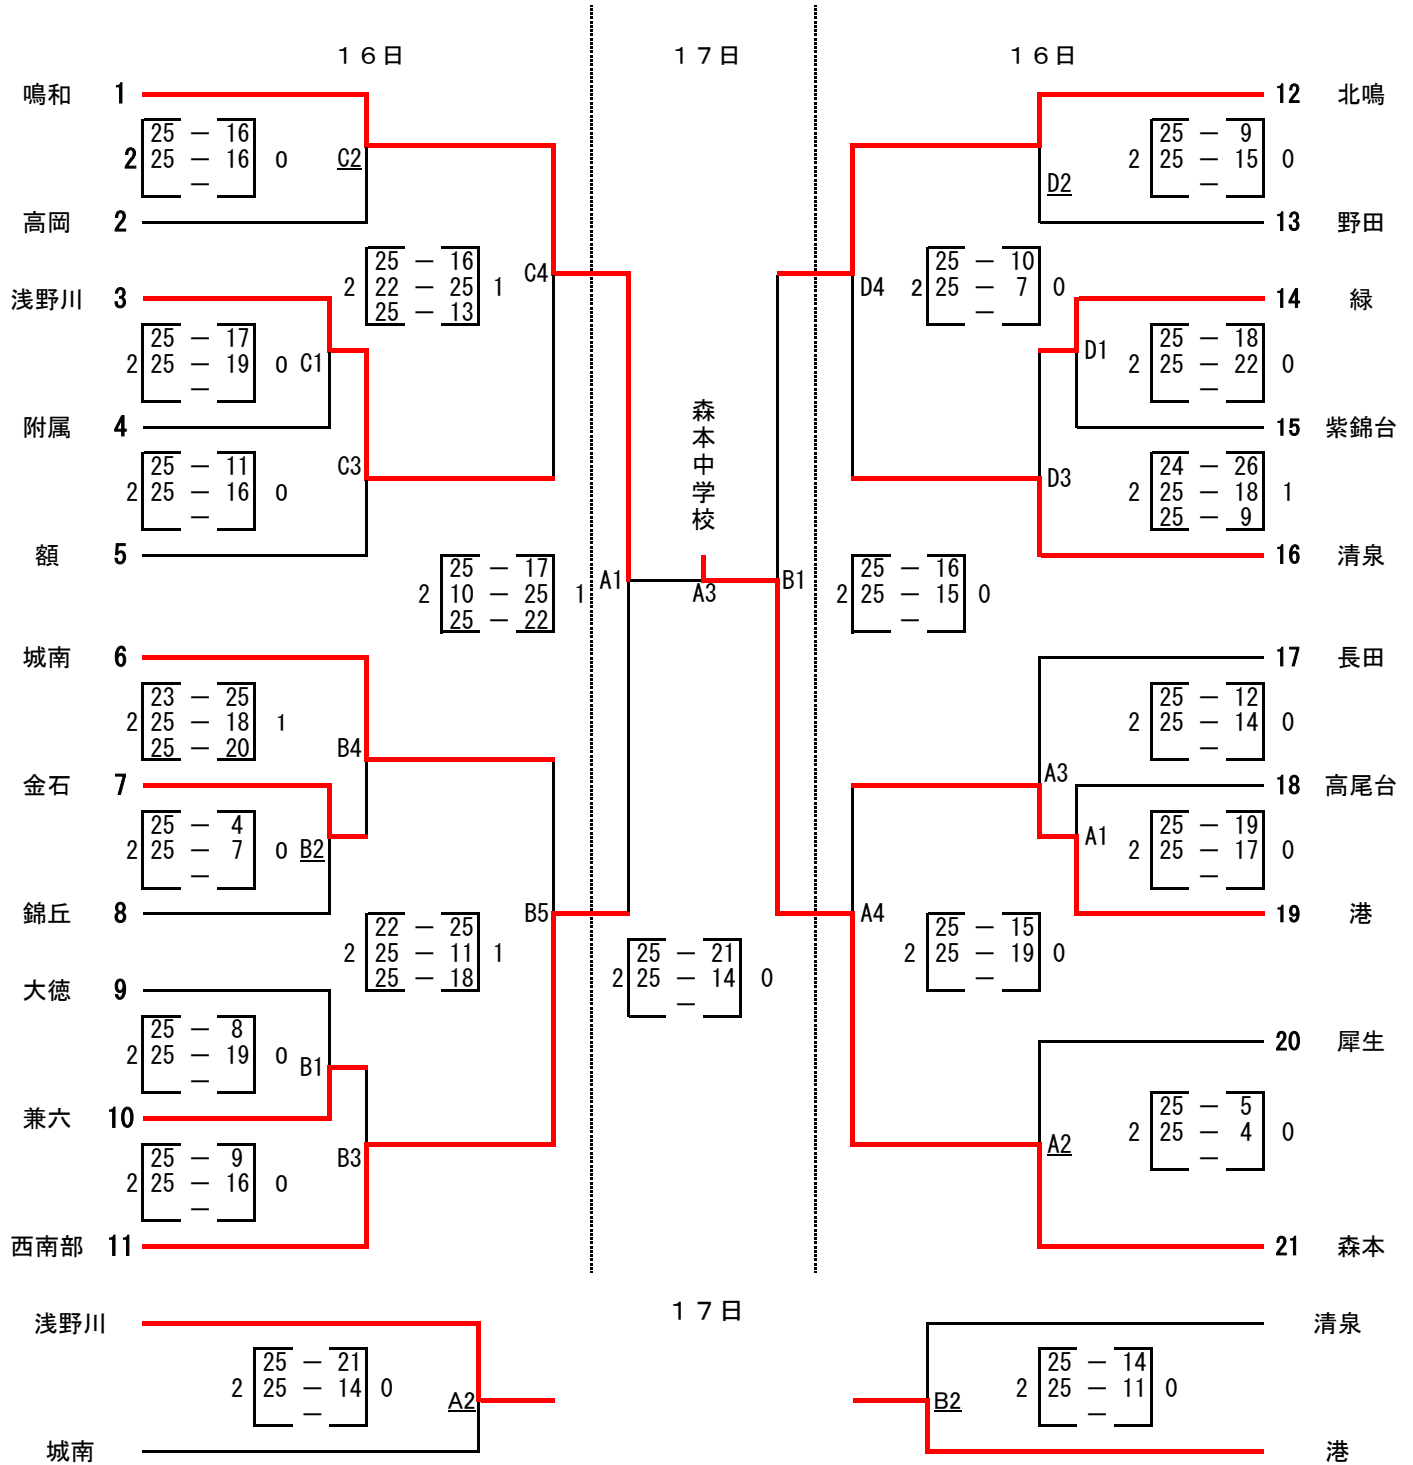 １６日
１７日
１６日
鳴和 1
25 － 16
2 25 － 16 0
－
C2
高岡 2
25 － 16
2 22 － 25 1
25 － 13
C4
浅野川 3
25 － 17
2 25 － 19 0
－
C1
附属 4
25 － 11
2 25 － 16 0
－
C3
額 5
25 － 17
2 10 － 25 1
25 － 22
A1
城南 6
23 － 25
2 25 － 18 1
25 － 20
B4
金石 7
25 － 4
2 25 － 7 0
－
B2
錦丘 8
22 － 25
2 25 － 11 1
25 － 18
B5
大徳 9
25 － 8
2 25 － 19 0
－
B1
兼六 10
25 － 9
2 25 － 16 0
－
B3
西南部 11
森本中学校
A3
25 － 21
2 25 － 14 0
－
12 北鳴
25 － 9
2 25 － 15 0
－
D2
13 野田
D4
25 － 10
2 25 － 7 0
－
14 緑
D1
25 － 18
2 25 － 22 0
－
15 紫錦台
D3
24 － 26
2 25 － 18 1
25 － 9
16 清泉
B1
25 － 16
2 25 － 15 0
－
17 長田
25 － 12
2 25 － 14 0
－
A3
18 高尾台
A1
25 － 19
2 25 － 17 0
－
19 港
A4
25 － 15
2 25 － 19 0
－
20 犀生
A2
25 － 5
2 25 － 4 0
－
21 森本
１７日
浅野川
25 － 21
2 25 － 14 0
－
A2
城南
清泉
25 － 14
2 25 － 11 0
－
B2
港